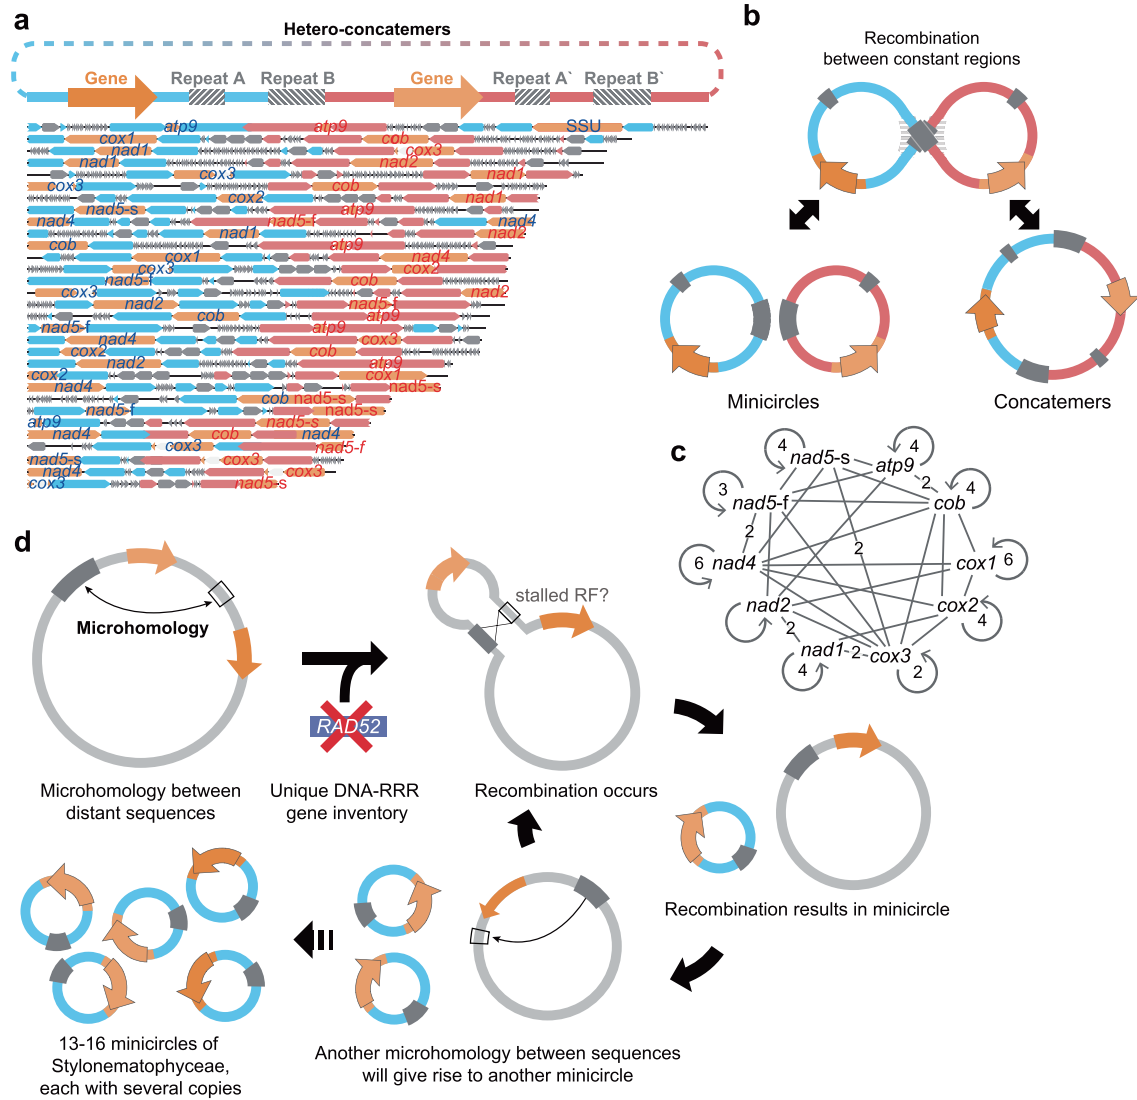 a
Hetero-concatemers
Gene Repeat A Repeat B Gene Repeat A` Repeat B`
atp9 atp9 SSU
cox1 cob
nad1 cox3
nad1 nad2
cox3 nad1
cox3 cob
cox2 nad1
nad5-s atp9
nad4 nad5-f nad4
nad1 nad2
cob atp9
cox1 nad4
cox3 cox2
nad5-f cob
cox3 nad2
nad2 nad5-f
cob atp9
nad5-f atp9
nad4 cox3
cox2 cob
nad2 atp9
cox2 cox1
nad4 nad5-s
cob nad5-s
nad5-f nad5-s
atp9 nad5-s
nad4 cob nad4
cox3 nad5-f
nad5-s cox3
nad4 cox3
cox3 nad5-s
b
Recombination
between constant regions
Minicircles
Concatemers
c
4 nad5-s atp9 4
3 nad5-f 2 cob 4
2 2
6 nad4 cox1 6
nad2 cox2
2 4
4 nad1 2 cox3 2
d
Microhomology
RAD52
stalled RF?
Microhomology between
distant sequences
Unique DNA-RRR
gene inventory
Recombination occurs
Recombination results in minicircle
Another microhomology between sequences
will give rise to another minicircle
13-16 minicircles of
Stylonematophyceae,
each with several copies